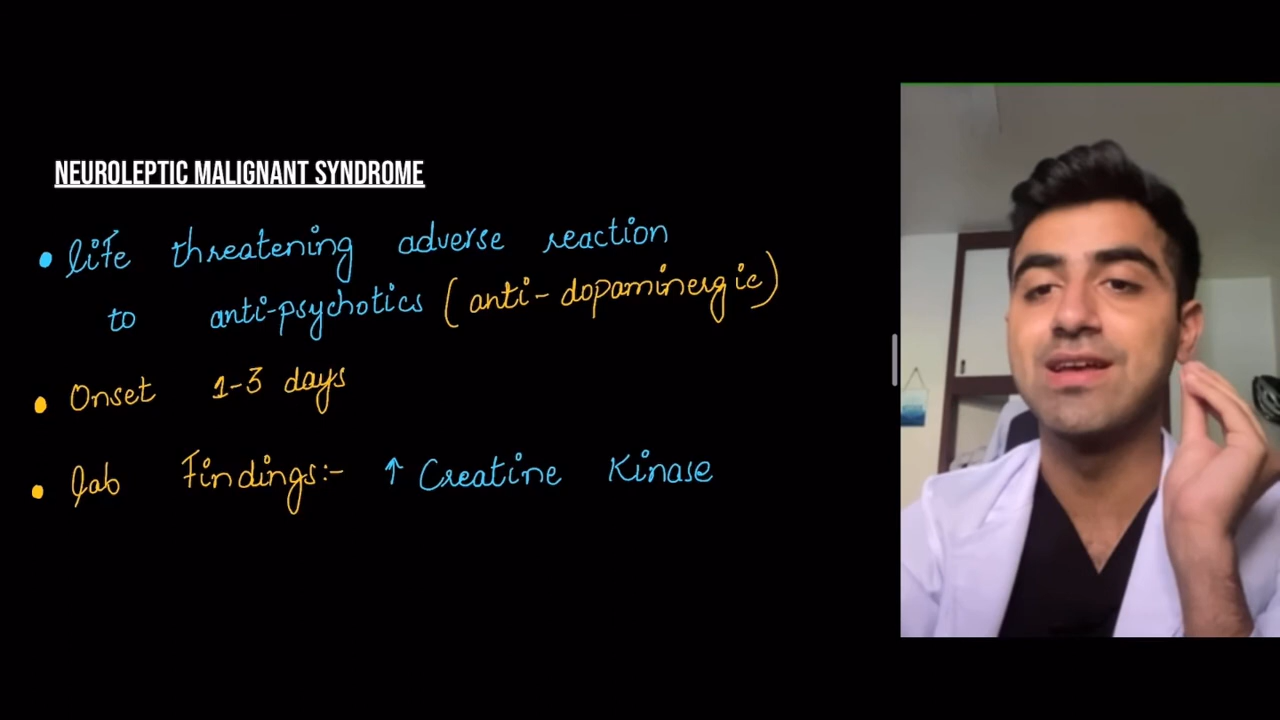 NEUROLEPTIC MALIGNANT SYNDROME
life threatening adverse reaction
to anti-psychotics (anti-dopaminergic)
Onset 1-3 days
lab Findings:- ↑ Creatine Kinase